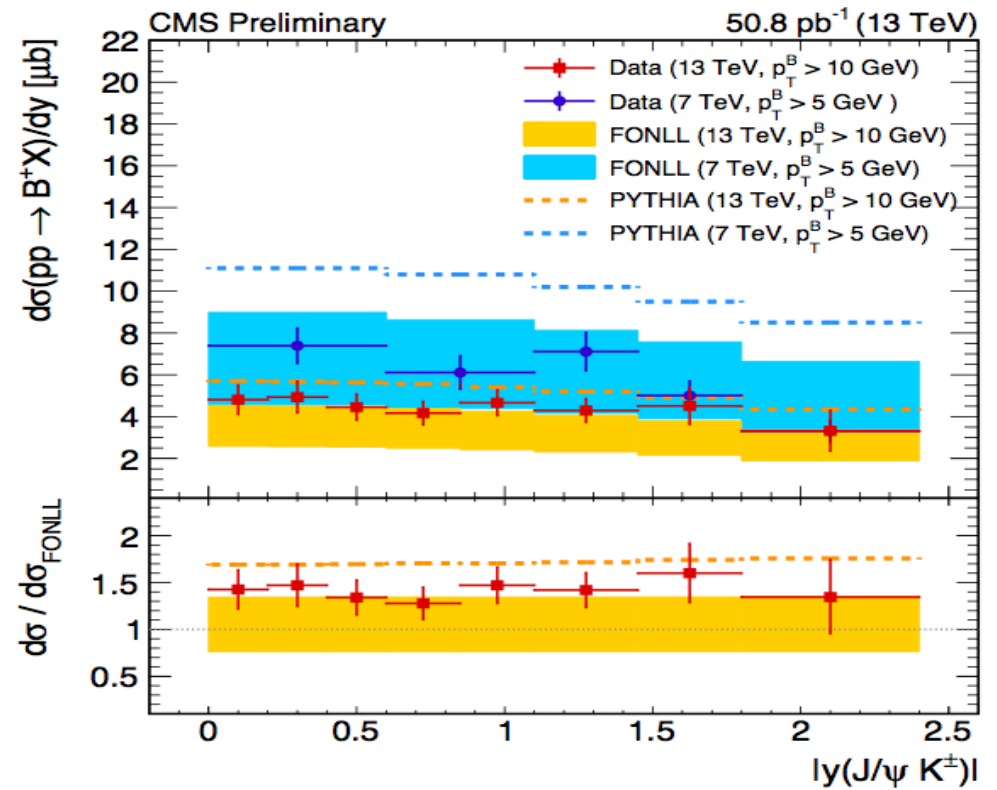 CMS Preliminary 50.8 pb⁻¹ (13 TeV)
dσ(pp → B⁺X)/dy [μb]
22
20
18
16
14
12
10
8
6
4
2
Data (13 TeV, p_T^B > 10 GeV)
Data (7 TeV, p_T^B > 5 GeV )
FONLL (13 TeV, p_T^B > 10 GeV)
FONLL (7 TeV, p_T^B > 5 GeV)
PYTHIA (13 TeV, p_T^B > 10 GeV)
PYTHIA (7 TeV, p_T^B > 5 GeV)
dσ / dσ_FONLL
2
1.5
1
0.5
0 0.5 1 1.5 2 2.5
|y(J/ψ K^±)|